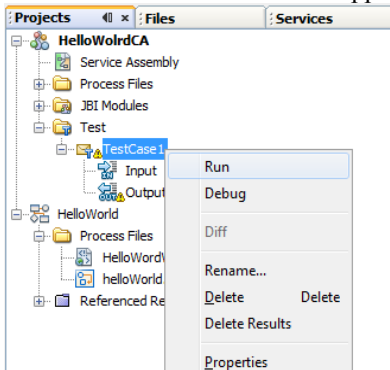 Projects
Files
Services
HelloWolrdCA
Service Assembly
Process Files
JBI Modules
Test
TestCase1
Input
Output
HelloWorld
Process Files
HelloWord
helloWorld.
Referenced Re
Run
Debug
Diff
Rename...
Delete Delete
Delete Results
Properties